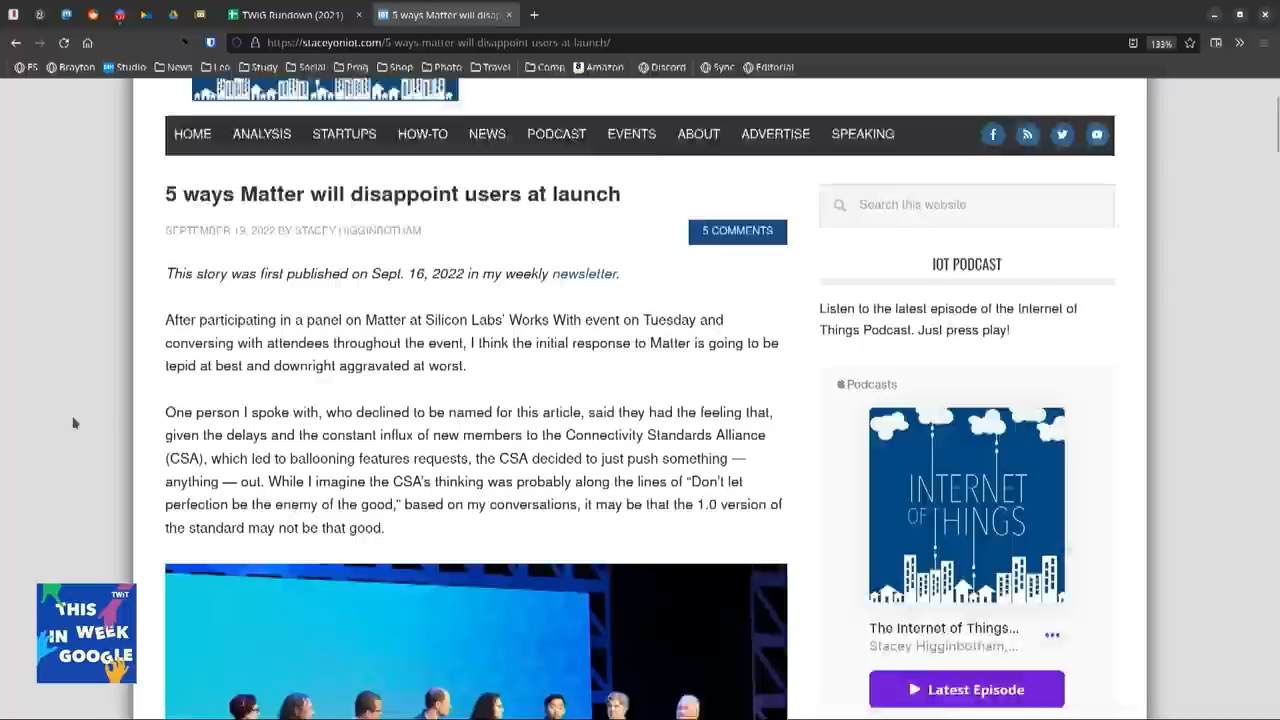 TWiG Rundown (2021)
5 ways Matter will disap
https://staceyoniot.com/5-ways-matter-will-disappoint-users-at-launch/
133%
FS
Brayton
Studio
News
Leo
Study
Social
Prog
Shop
Photo
Travel
Comp
Amazon
Discord
Sync
Editorial
HOME ANALYSIS STARTUPS HOW-TO NEWS PODCAST EVENTS ABOUT ADVERTISE SPEAKING
5 ways Matter will disappoint users at launch
SEPTEMBER 19, 2022 BY STACEY HIGGINBOTHAM
5 COMMENTS
This story was first published on Sept. 16, 2022 in my weekly newsletter.
After participating in a panel on Matter at Silicon Labs' Works With event on Tuesday and
conversing with attendees throughout the event, I think the initial response to Matter is going to be
tepid at best and downright aggravated at worst.
One person I spoke with, who declined to be named for this article, said they had the feeling that,
given the delays and the constant influx of new members to the Connectivity Standards Alliance
(CSA), which led to ballooning features requests, the CSA decided to just push something —
anything — out. While I imagine the CSA's thinking was probably along the lines of “Don't let
perfection be the enemy of the good,” based on my conversations, it may be that the 1.0 version of
the standard may not be that good.
Search this website
IOT PODCAST
Listen to the latest episode of the Internet of
Things Podcast. Just press play!
Podcasts
INTERNET
OF THINGS
The Internet of Things...
Stacey Higginbotham,...
Latest Episode
TWiT
THIS
IN WEEK
GOOGLE